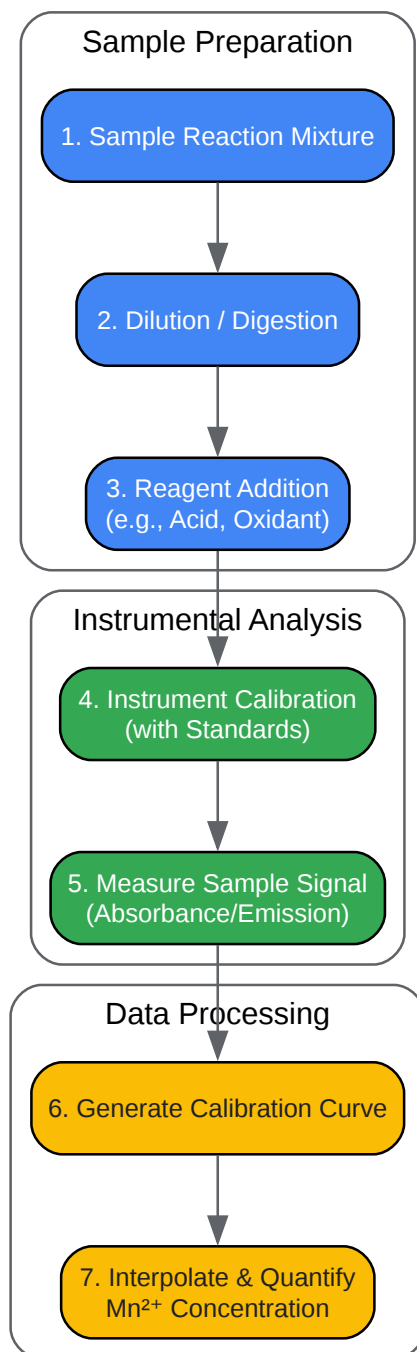 Sample Preparation
1. Sample Reaction Mixture
2. Dilution / Digestion
3. Reagent Addition
(e.g., Acid, Oxidant)
Instrumental Analysis
4. Instrument Calibration
(with Standards)
5. Measure Sample Signal
(Absorbance/Emission)
Data Processing
6. Generate Calibration Curve
7. Interpolate & Quantify
Mn²⁺ Concentration